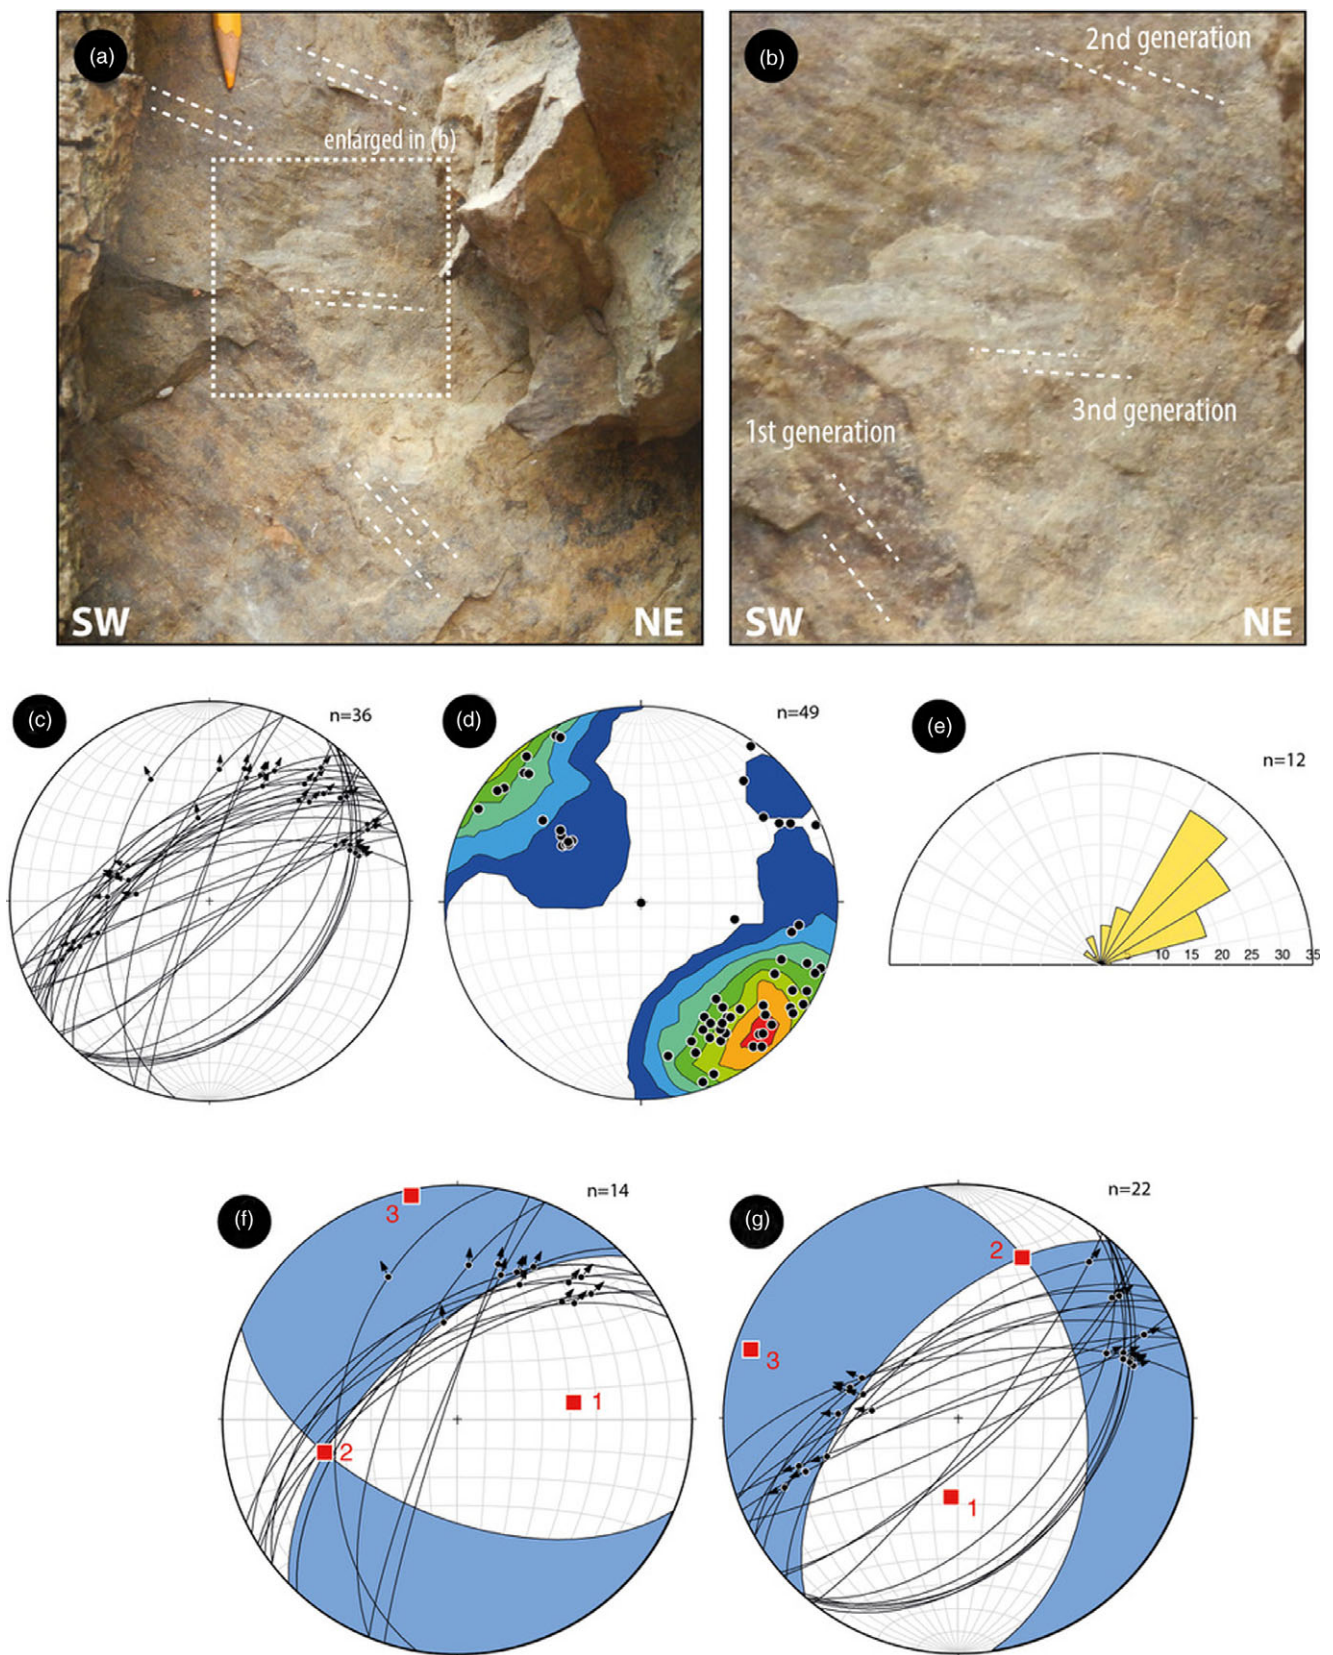 (a)
enlarged in (b)
SW
NE
(b)
2nd generation
3nd generation
1st generation
SW
NE
(c)
n=36
(d)
n=49
(e)
n=12
5 10 15 20 25 30 35
(f)
n=14
3
1
2
(g)
n=22
2
3
1